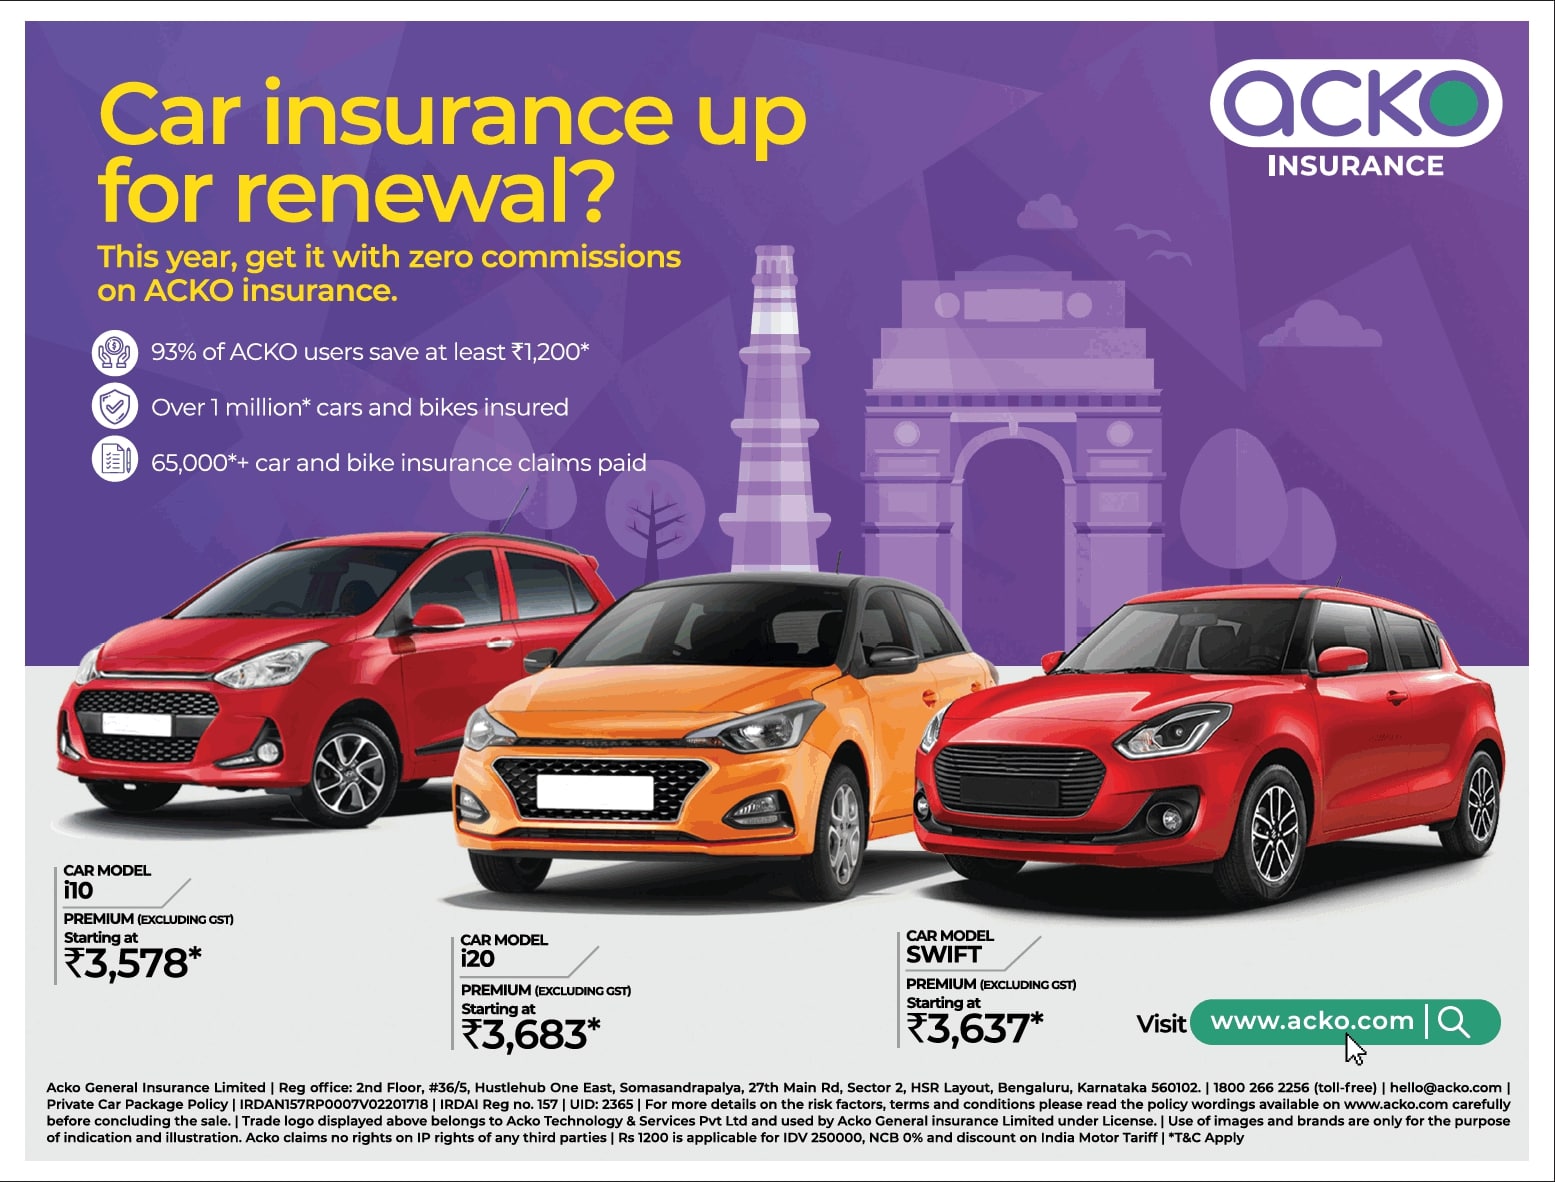 Car insurance up
for renewal?
This year, get it with zero commissions
on ACKO insurance.
93% of ACKO users save at least ₹1,200*
Over 1 million* cars and bikes insured
65,000*+ car and bike insurance claims paid
acko
INSURANCE
CAR MODEL
i10
PREMIUM (EXCLUDING GST)
Starting at
₹3,578*
CAR MODEL
i20
PREMIUM (EXCLUDING GST)
Starting at
₹3,683*
CAR MODEL
SWIFT
PREMIUM (EXCLUDING GST)
Starting at
₹3,637*
Visit www.acko.com
Acko General Insurance Limited | Reg office: 2nd Floor, #36/5, Hustlehub One East, Somasandrapalya, 27th Main Rd, Sector 2, HSR Layout, Bengaluru, Karnataka 560102. | 1800 266 2256 (toll-free) | hello@acko.com |
Private Car Package Policy | IRDAN157RP0007V02201718 | IRDAI Reg no. 157 | UID: 2365 | For more details on the risk factors, terms and conditions please read the policy wordings available on www.acko.com carefully
before concluding the sale. | Trade logo displayed above belongs to Acko Technology & Services Pvt Ltd and used by Acko General insurance Limited under License. | Use of images and brands are only for the purpose
of indication and illustration. Acko claims no rights on IP rights of any third parties | Rs 1200 is applicable for IDV 250000, NCB 0% and discount on India Motor Tariff | *T&C Apply